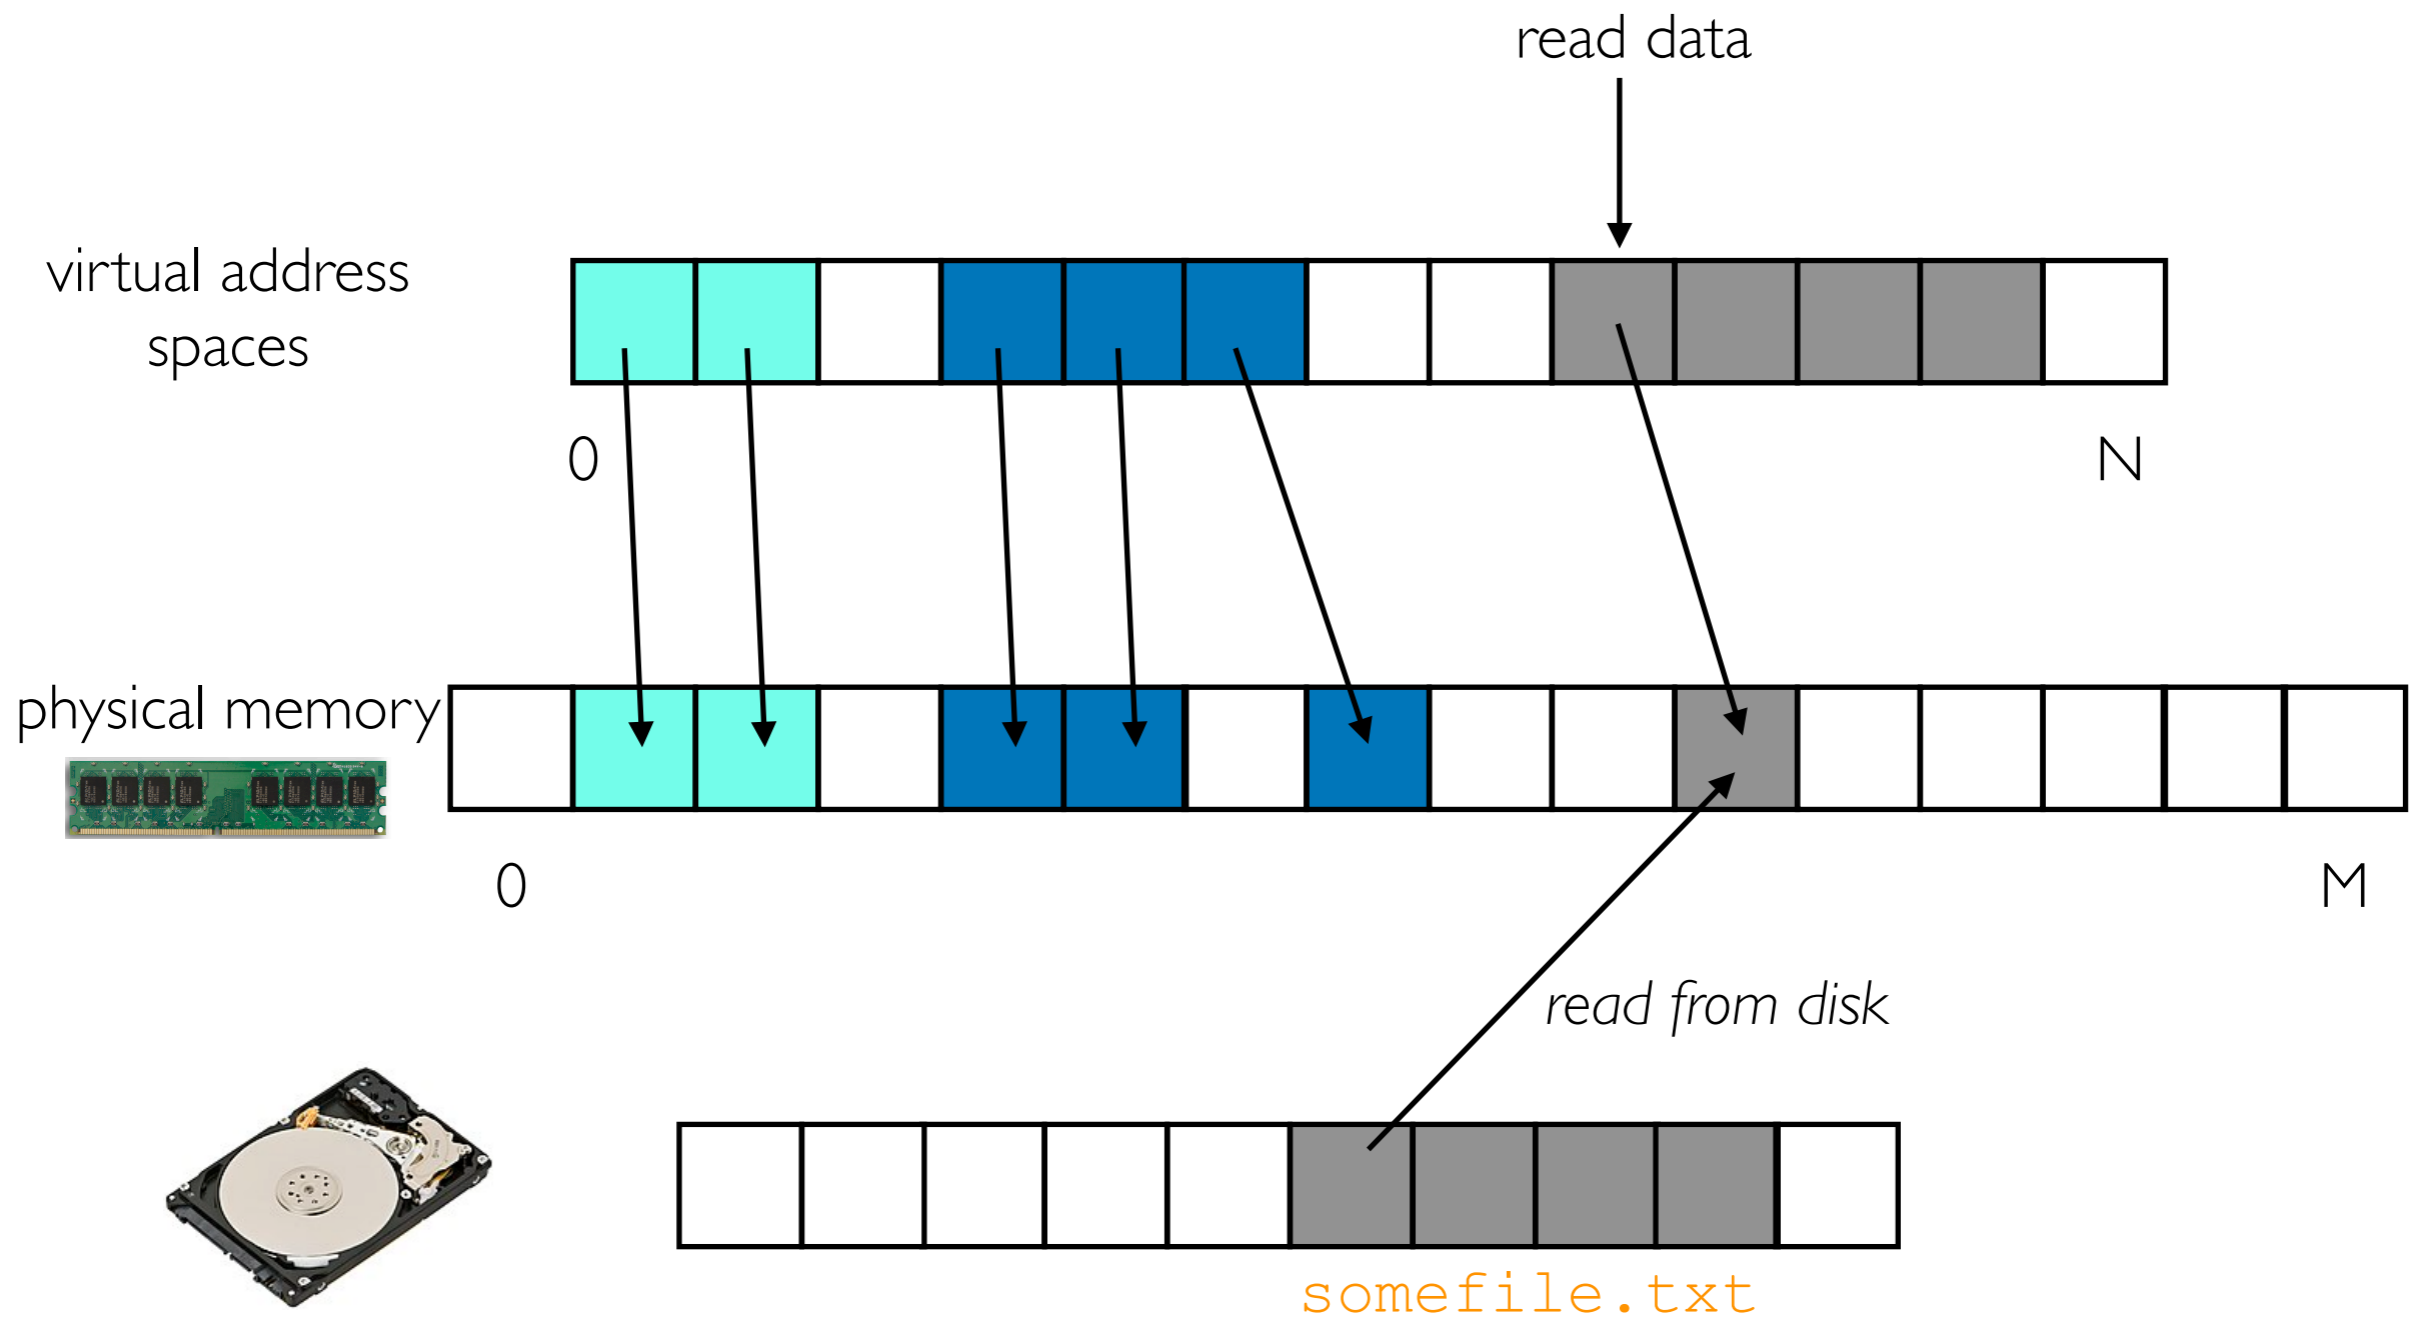 read data
virtual address
spaces
0
N
physical memory
0
M
read from disk
somefile.txt